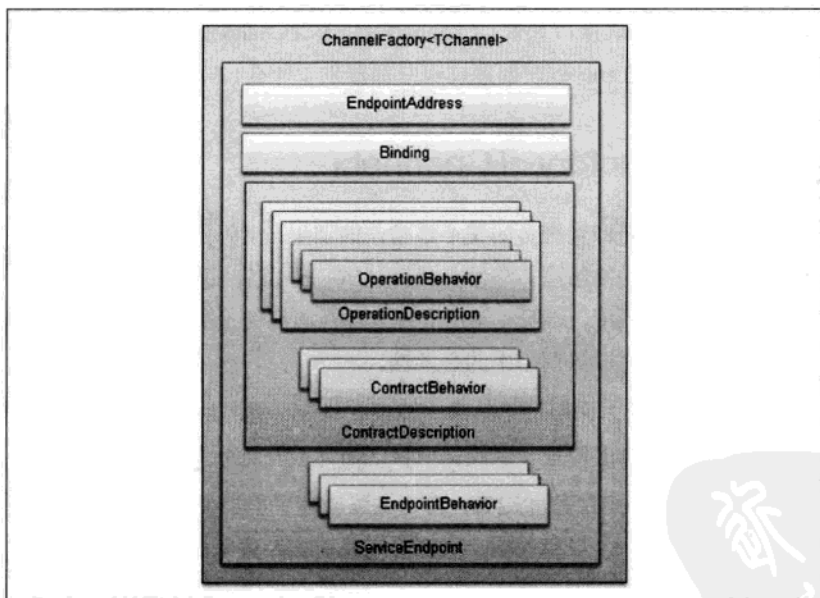 ChannelFactory<TChannel>
EndpointAddress
Binding
OperationBehavior
OperationDescription
ContractBehavior
ContractDescription
EndpointBehavior
ServiceEndpoint